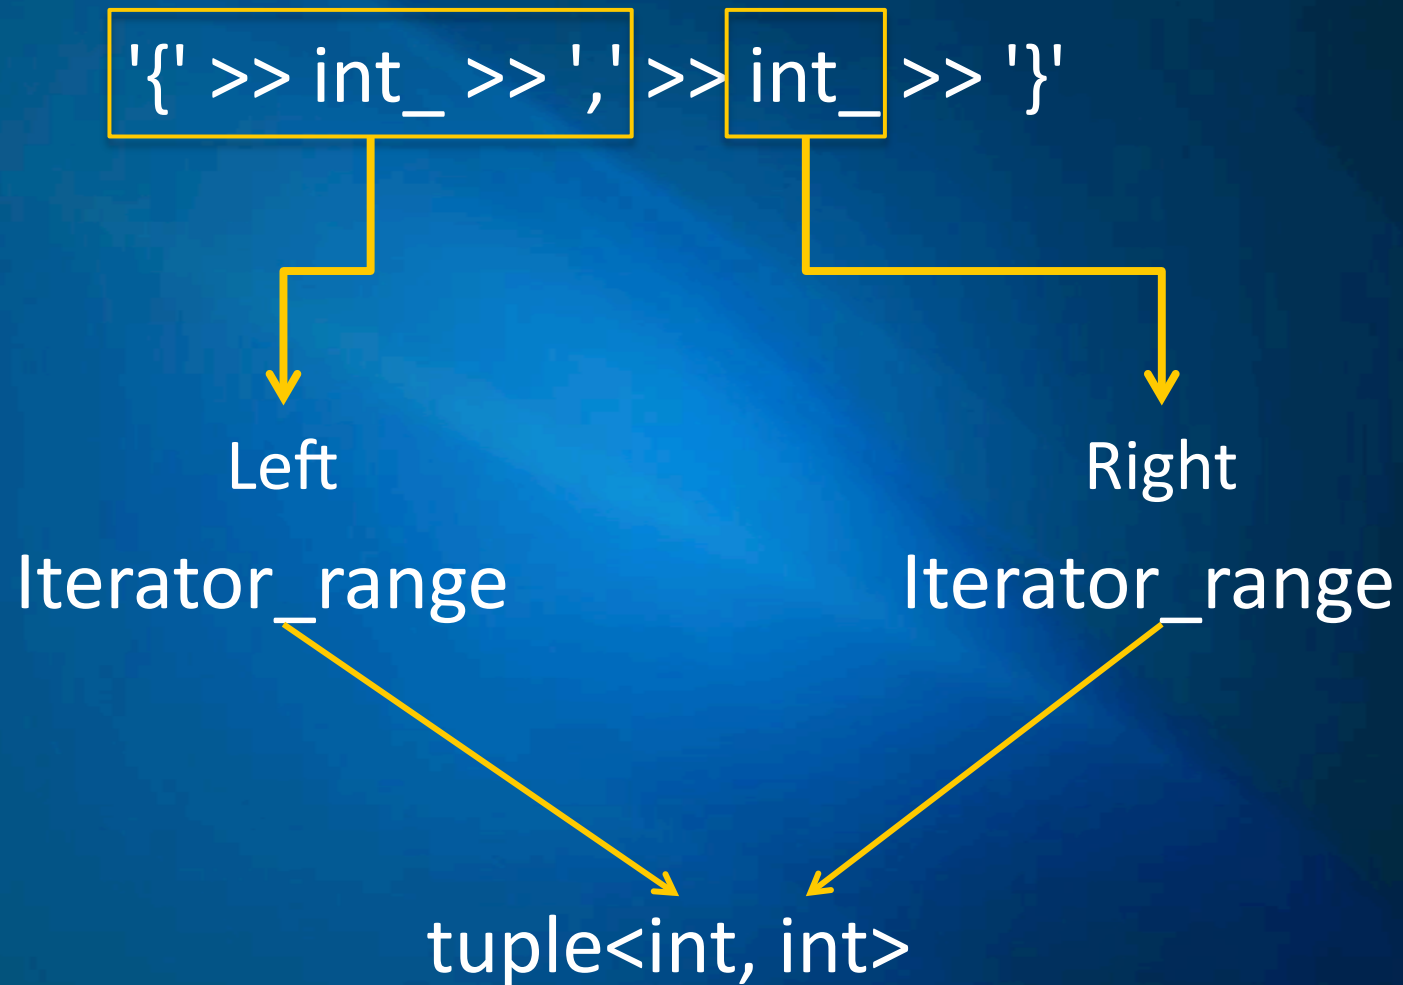 '{' >> int_ >> ',' >> int_ >> '}'
Left
Right
Iterator_range
Iterator_range
tuple<int, int>